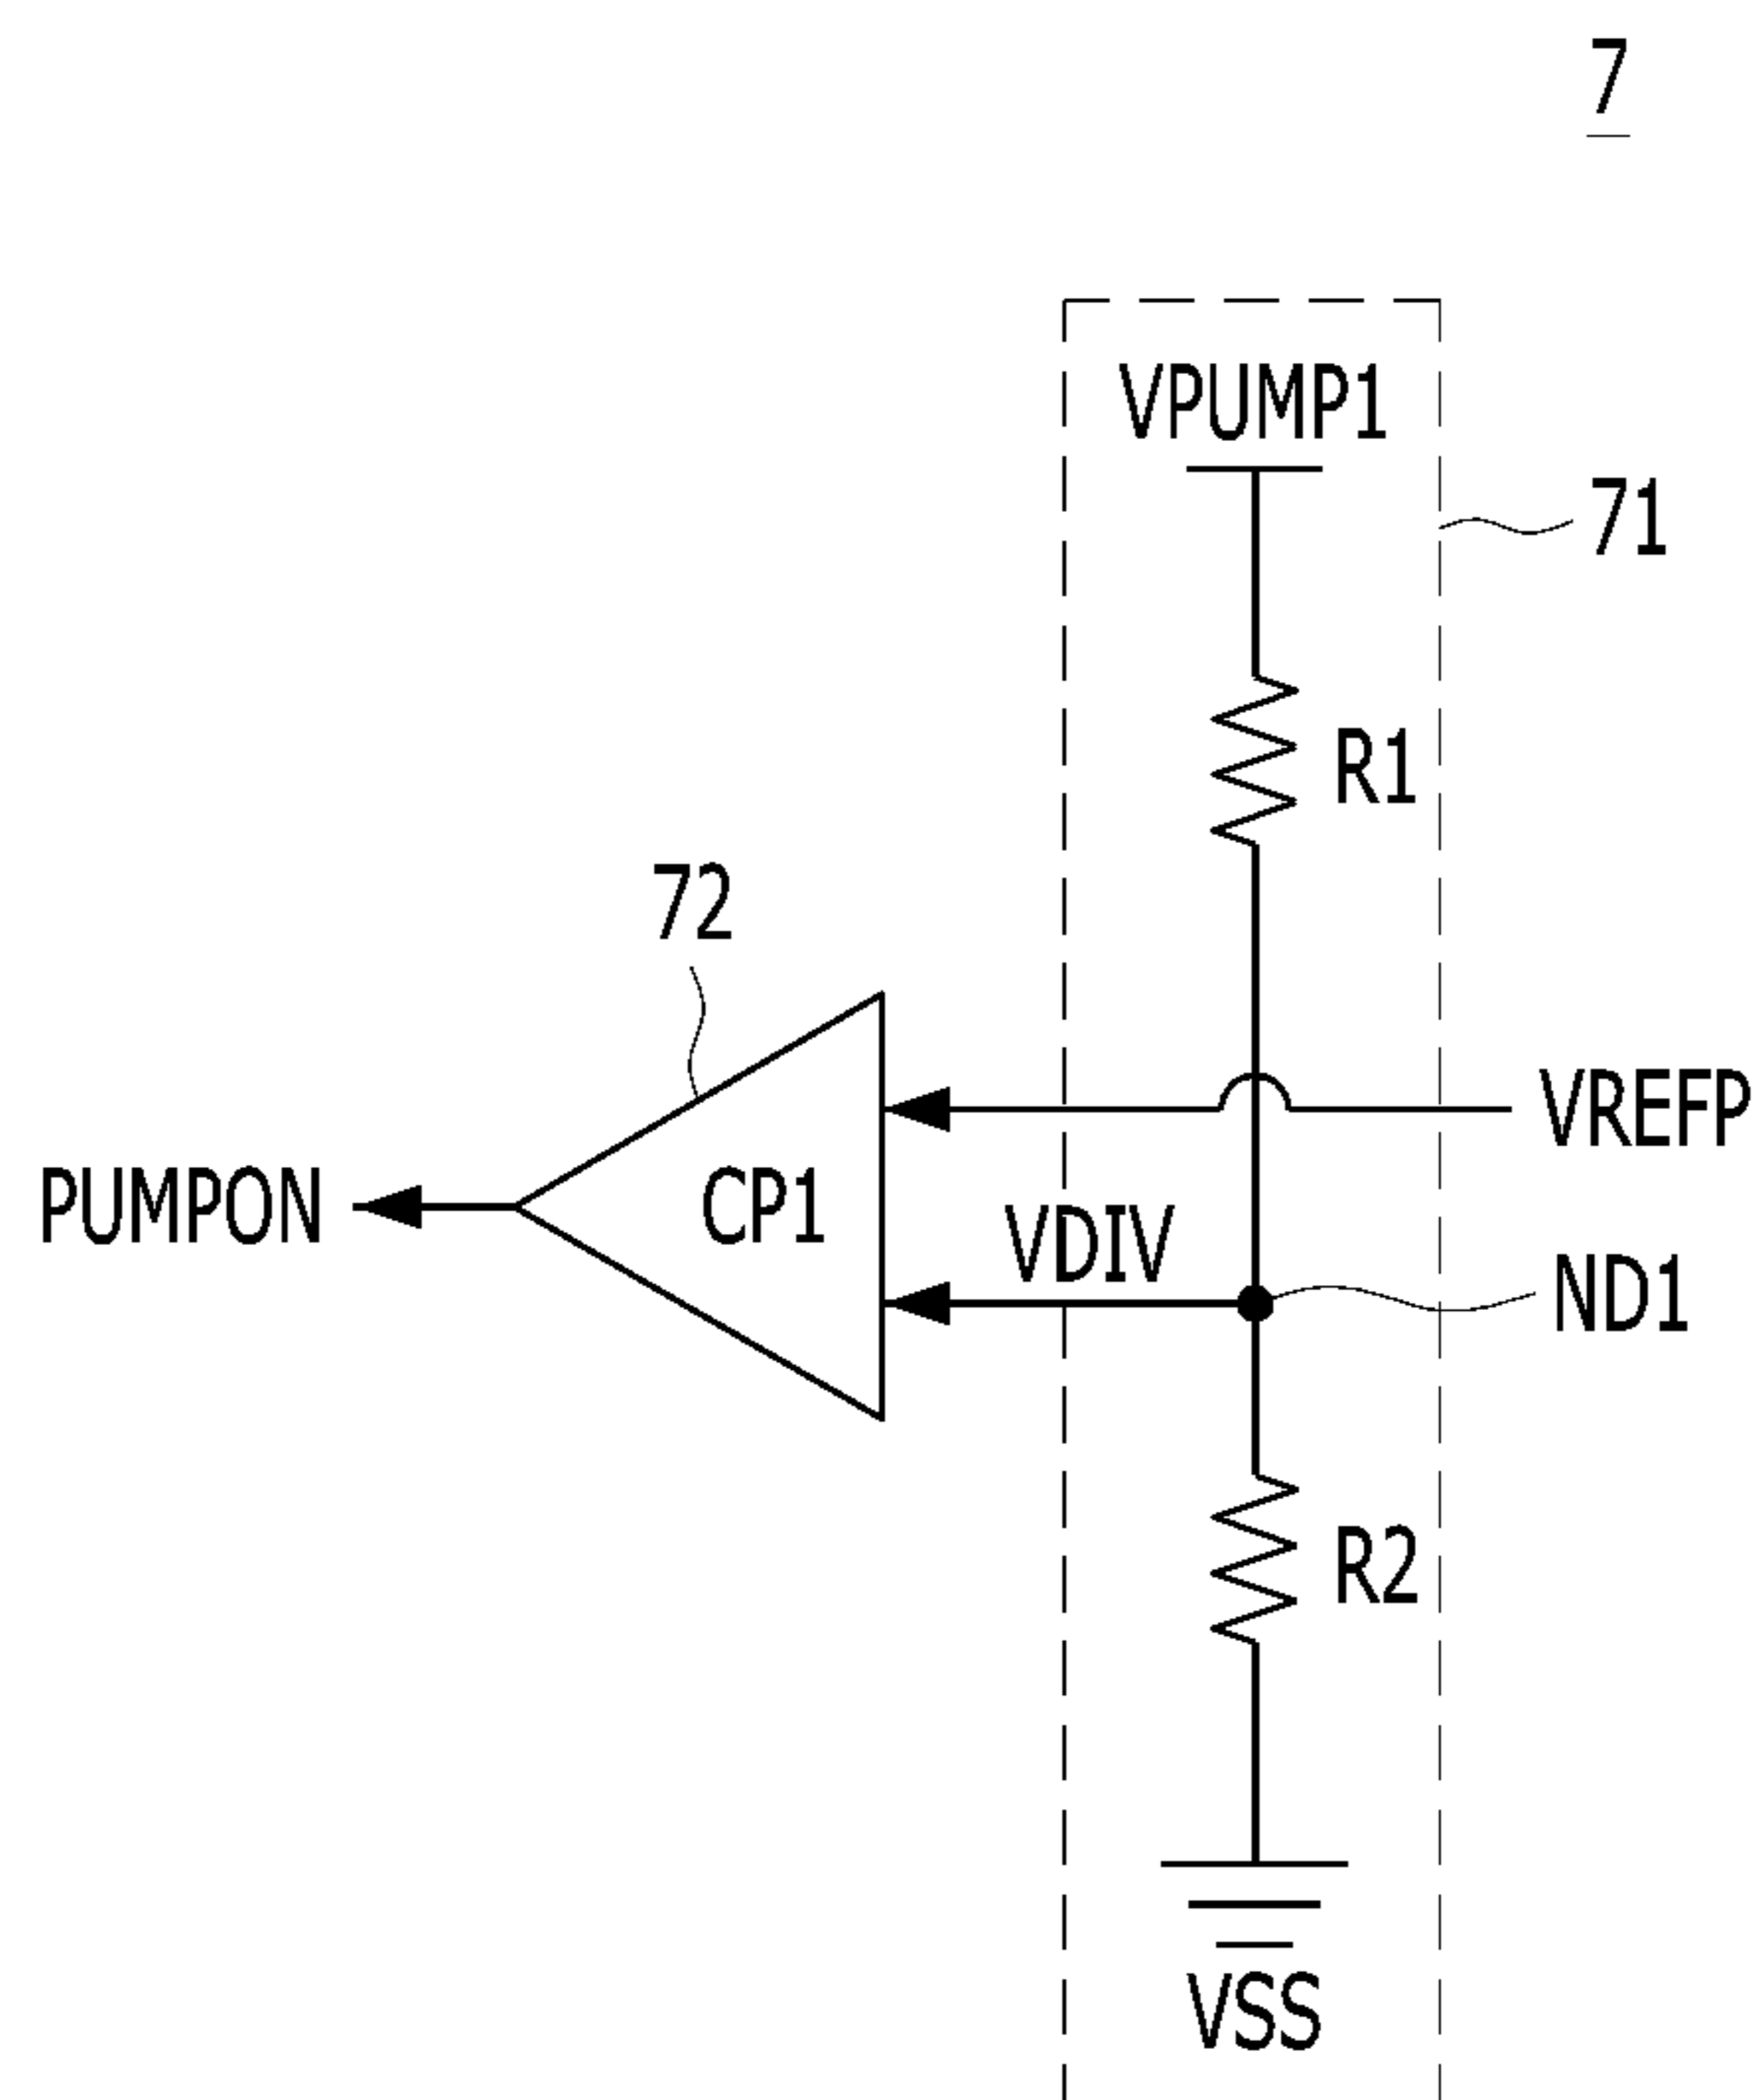 7
VPUMP1
71
R1
72
VREFP
PUMPON
CP1
VDIV
ND1
R2
VSS